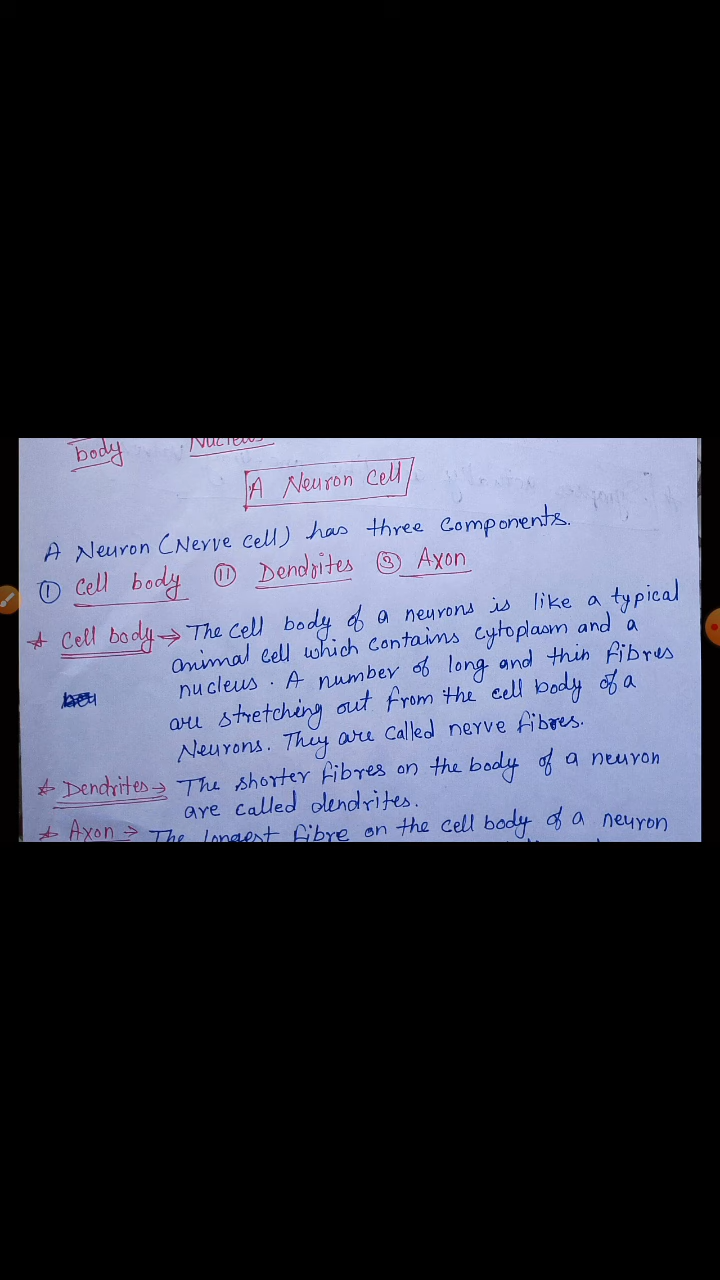 body Nucleus
A Neuron Cell
A Neuron (Nerve cell) has three components.
① Cell body ⑪ Dendrites ③ Axon
☆ Cell body → The cell body of a neurons is like a typical
animal cell which contains cytoplasm and a
nucleus. A number of long and thin fibres
are stretching out from the cell body of a
Neurons. They are called nerve fibres.
☆ Dendrites → The shorter fibres on the body of a neuron
are called dendrites.
☆ Axon → The longest fibre on the cell body of a neuron